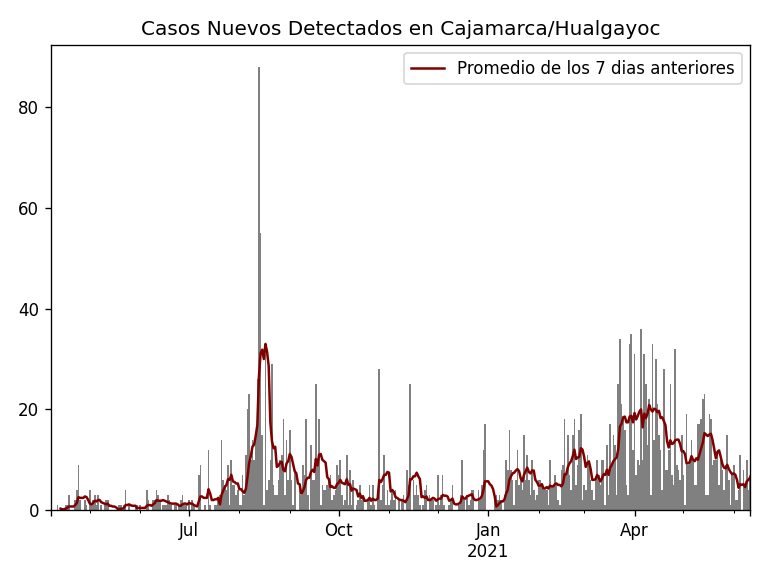 Casos Nuevos Detectados en Cajamarca/Hualgayoc
Promedio de los 7 dias anteriores
80
60
40
20
0
Jul
Oct
Jan
2021
Apr